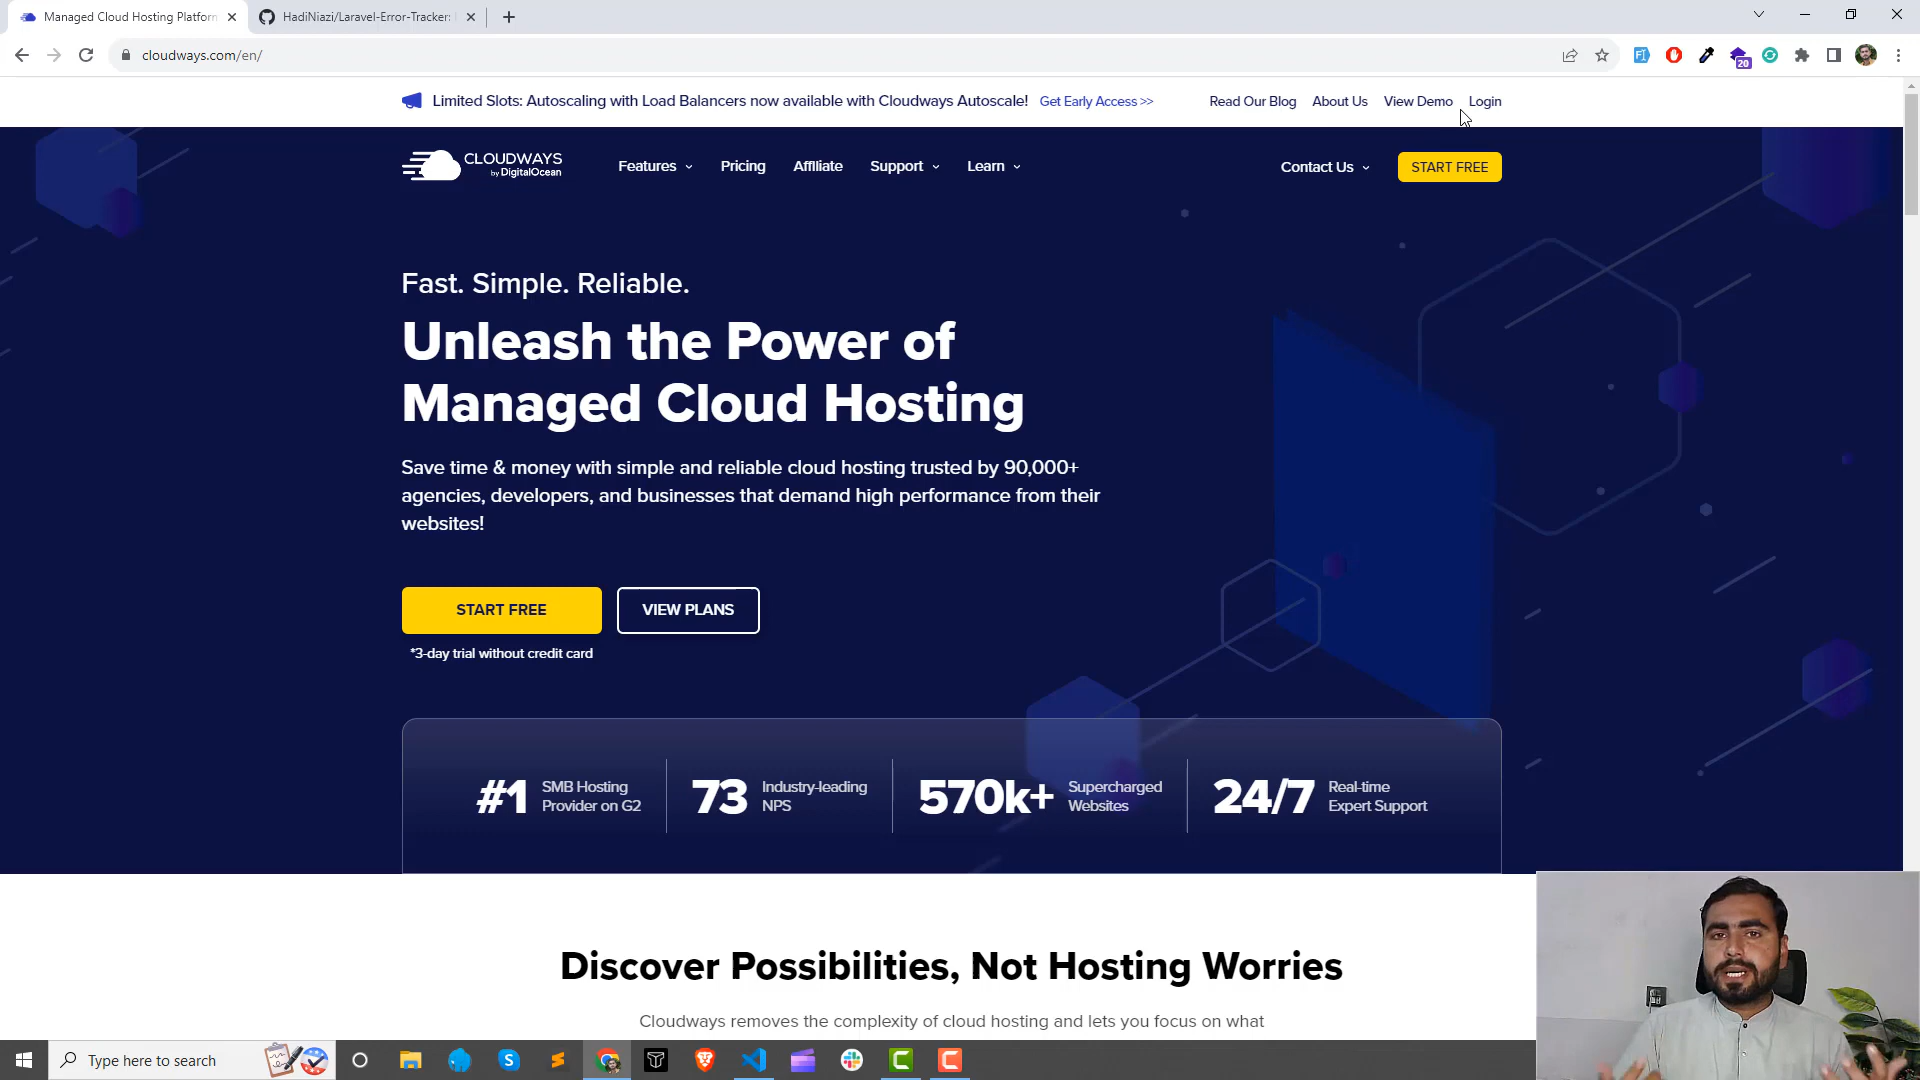 Managed Cloud Hosting Platform
HadiNiazi/Laravel-Error-Tracker:
cloudways.com/en/
20
Limited Slots: Autoscaling with Load Balancers now available with Cloudways Autoscale! Get Early Access >>
Read Our Blog About Us View Demo Login
CLOUDWAYS
by DigitalOcean
Features Pricing Affiliate Support Learn
Contact Us START FREE
Fast. Simple. Reliable.
Unleash the Power of
Managed Cloud Hosting
Save time & money with simple and reliable cloud hosting trusted by 90,000+
agencies, developers, and businesses that demand high performance from their
websites!
START FREE VIEW PLANS
*3-day trial without credit card
#1 SMB Hosting
Provider on G2
73 Industry-leading
NPS
570k+ Supercharged
Websites
24/7 Real-time
Expert Support
Discover Possibilities, Not Hosting Worries
Cloudways removes the complexity of cloud hosting and lets you focus on what
Type here to search